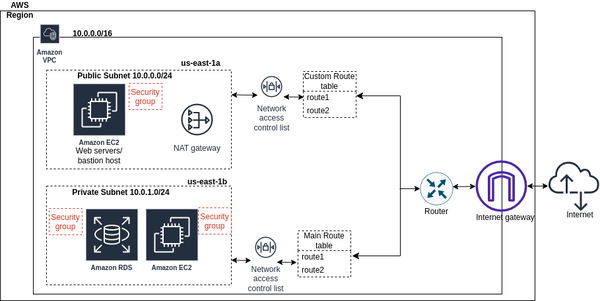 AWS
Region
Amazon
VPC
10.0.0.0/16
us-east-1a
Public Subnet 10.0.0.0/24
Security
group
Amazon EC2
Web servers/
bastion host
NAT gateway
Network
access
control list
Custom Route
table
route1
route2
us-east-1b
Private Subnet 10.0.1.0/24
Security
group
Amazon RDS
Amazon EC2
Security
group
Network
access
control list
Main Route
table
route1
route2
Router
Internet gateway
Internet